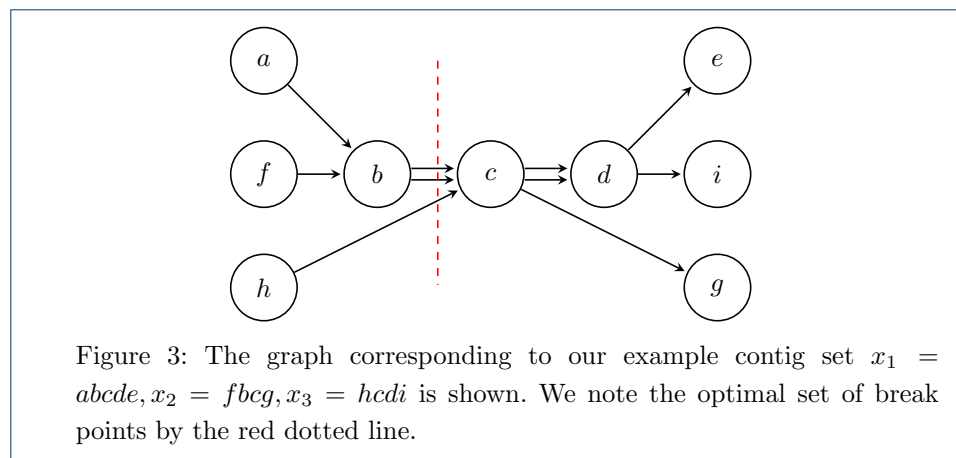 a
e
f
b
c
d
i
h
g
Figure 3: The graph corresponding to our example contig set x₁ =
abcde, x₂ = fbcg, x₃ = hcdi is shown. We note the optimal set of break
points by the red dotted line.